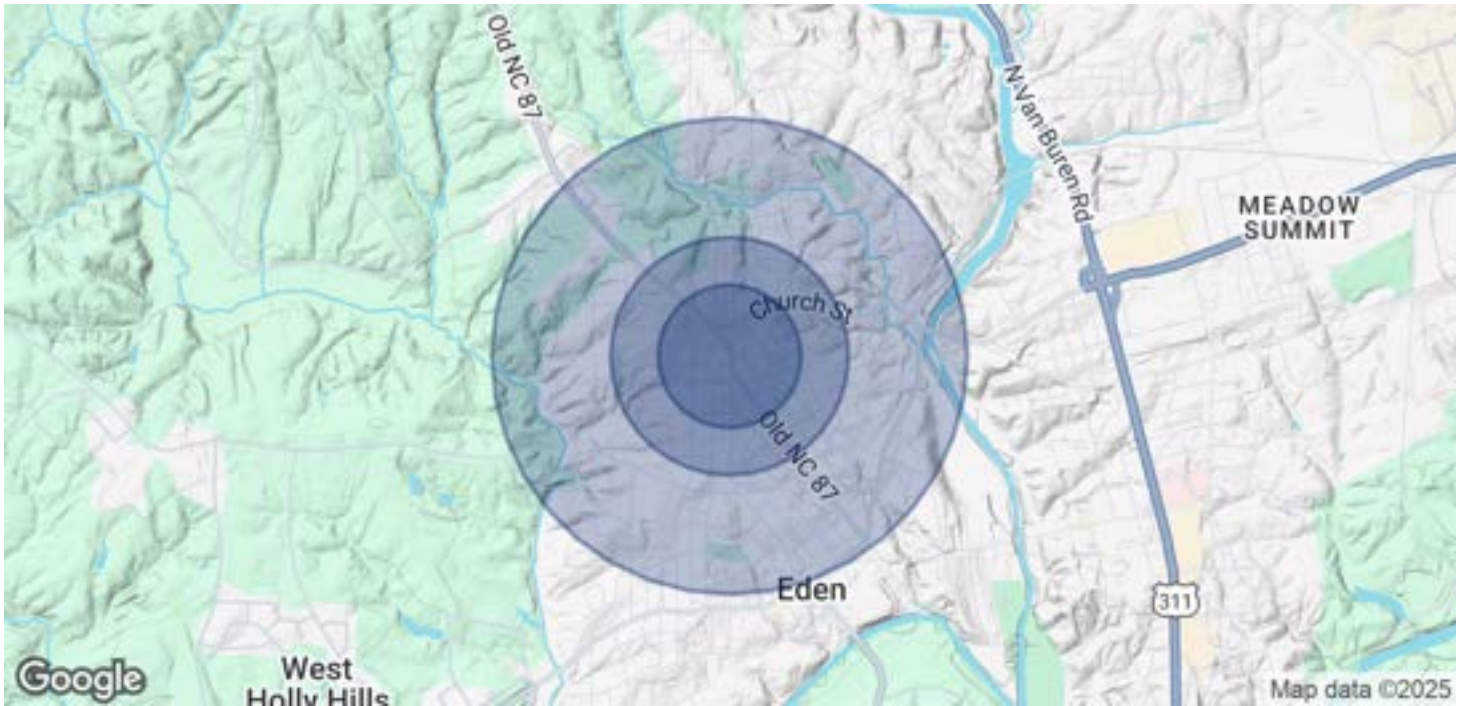 Old NC 87
N Van Buren Rd
MEADOW
SUMMIT
Church St
Old NC 87
Eden
311
West
Holly Hills
Google
Map data ©2025